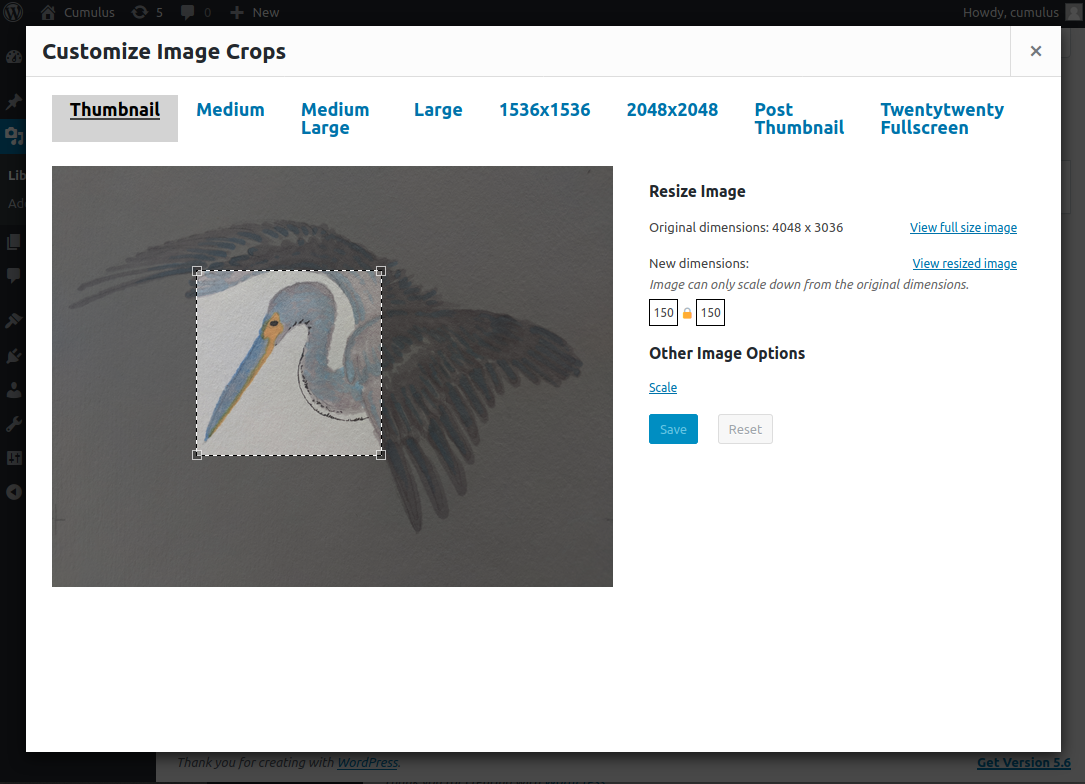 Cumulus 5 0 New Howdy, cumulus
Customize Image Crops
Thumbnail Medium Medium Large Large 1536x1536 2048x2048 Post Thumbnail Twentytwenty Fullscreen
Lib
Resize Image
Original dimensions: 4048 x 3036 View full size image
New dimensions: View resized image
Image can only scale down from the original dimensions.
150 150
Other Image Options
Scale
Save Reset
Thank you for creating with WordPress. Get Version 5.6